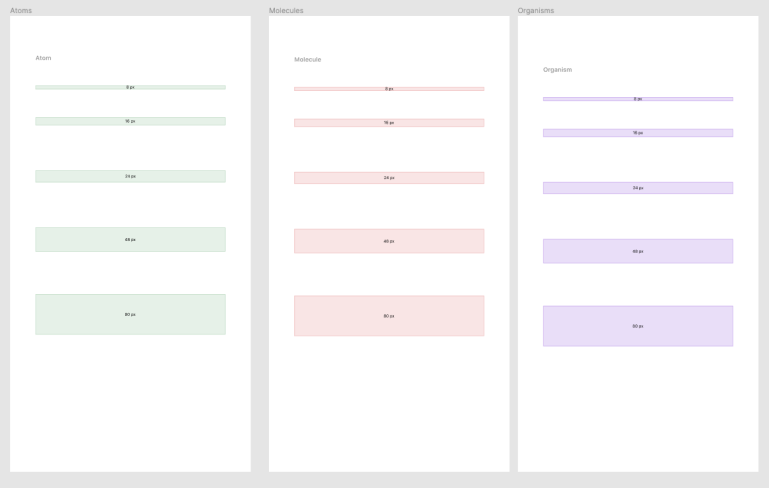 Atoms
Atom
8 px
16 px
24 px
48 px
80 px
Molecules
Molecule
8 px
16 px
24 px
48 px
80 px
Organisms
Organism
8 px
16 px
24 px
48 px
80 px